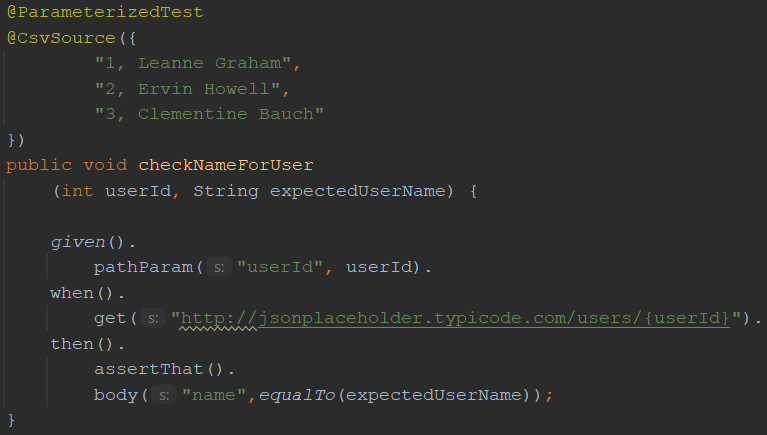 @ParameterizedTest
@CsvSource({
        "1, Leanne Graham",
        "2, Ervin Howell",
        "3, Clementine Bauch"
})
public void checkNameForUser
    (int userId, String expectedUserName) {
    given().
        pathParam( s: "userId", userId).
    when().
        get( s: "http://jsonplaceholder.typicode.com/users/{userId}").
    then().
        assertThat().
        body( s: "name",equalTo(expectedUserName));
}